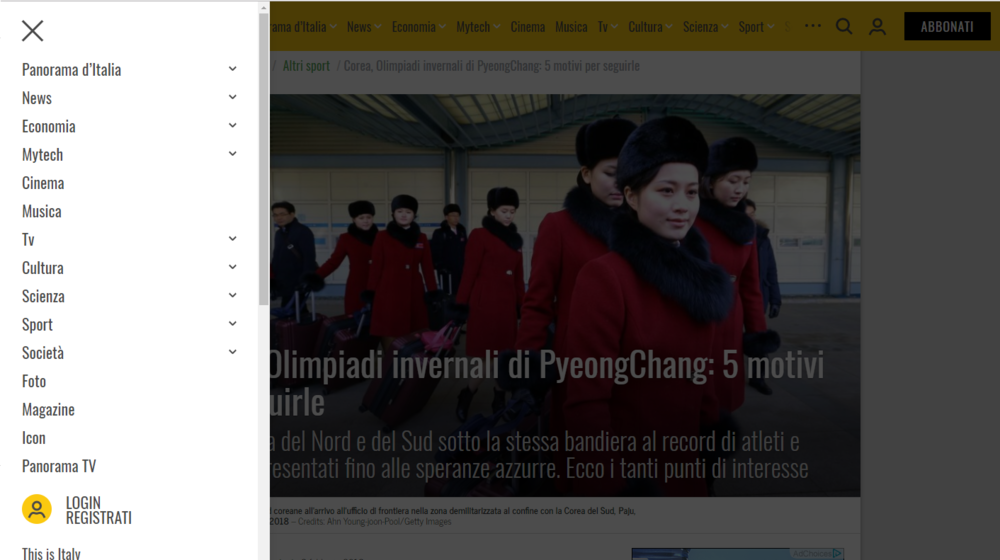 Panorama d'Italia
News
Economia
Mytech
Cinema
Musica
Tv
Cultura
Scienza
Sport
Società
Foto
Magazine
Icon
Panorama TV
LOGIN
REGISTRATI
This is Italy
d'Italia News Economia Mytech Cinema Musica Tv Cultura Scienza Sport ABBONATI
/ Altri sport / Corea, Olimpiadi invernali di PyeongChang: 5 motivi per seguirle
Olimpiadi invernali di PyeongChang: 5 motivi
del Nord e del Sud sotto la stessa bandiera al record di atleti e
fino alle speranze azzurre. Ecco i tanti punti di interesse
coreane all'arrivo all'ufficio di frontiera nella zona demilitarizzata al confine con la Corea del Sud, Paju,
2018 – Credits: Ahn Young-joon-Pool/Getty Images
AdChoices